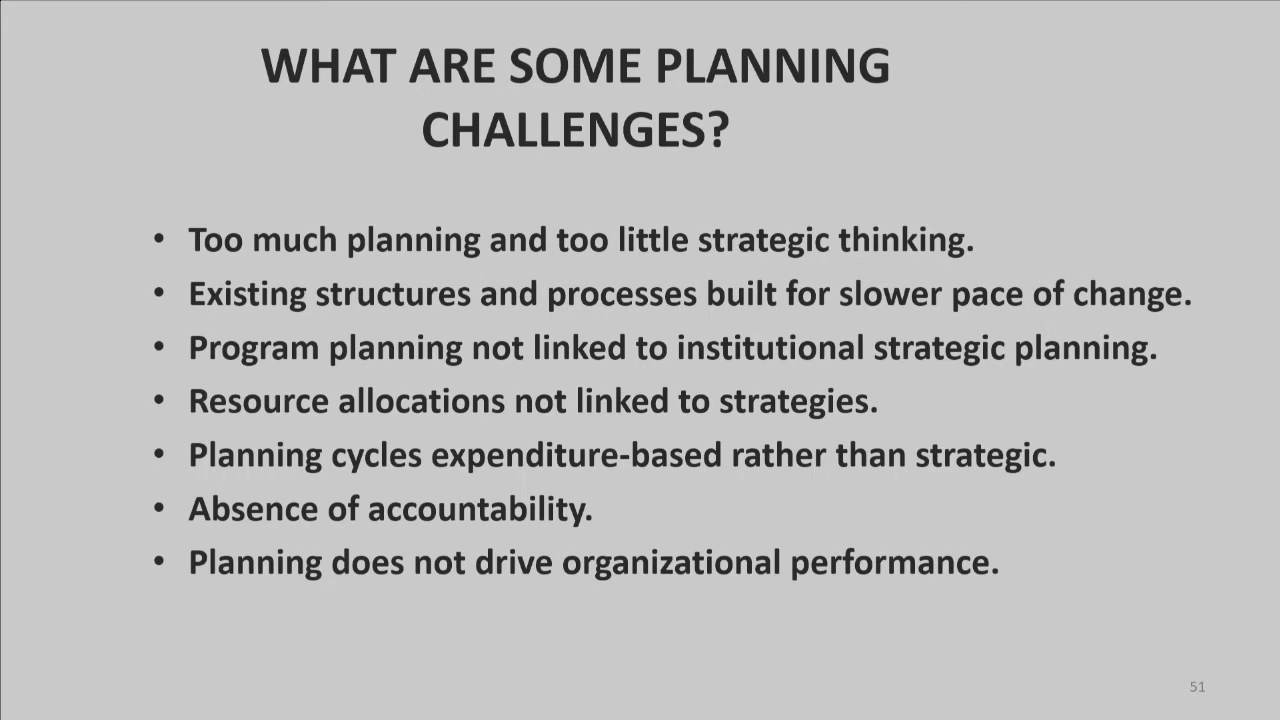 WHAT ARE SOME PLANNING
CHALLENGES?
• Too much planning and too little strategic thinking.
• Existing structures and processes built for slower pace of change.
• Program planning not linked to institutional strategic planning.
• Resource allocations not linked to strategies.
• Planning cycles expenditure-based rather than strategic.
• Absence of accountability.
• Planning does not drive organizational performance.
51